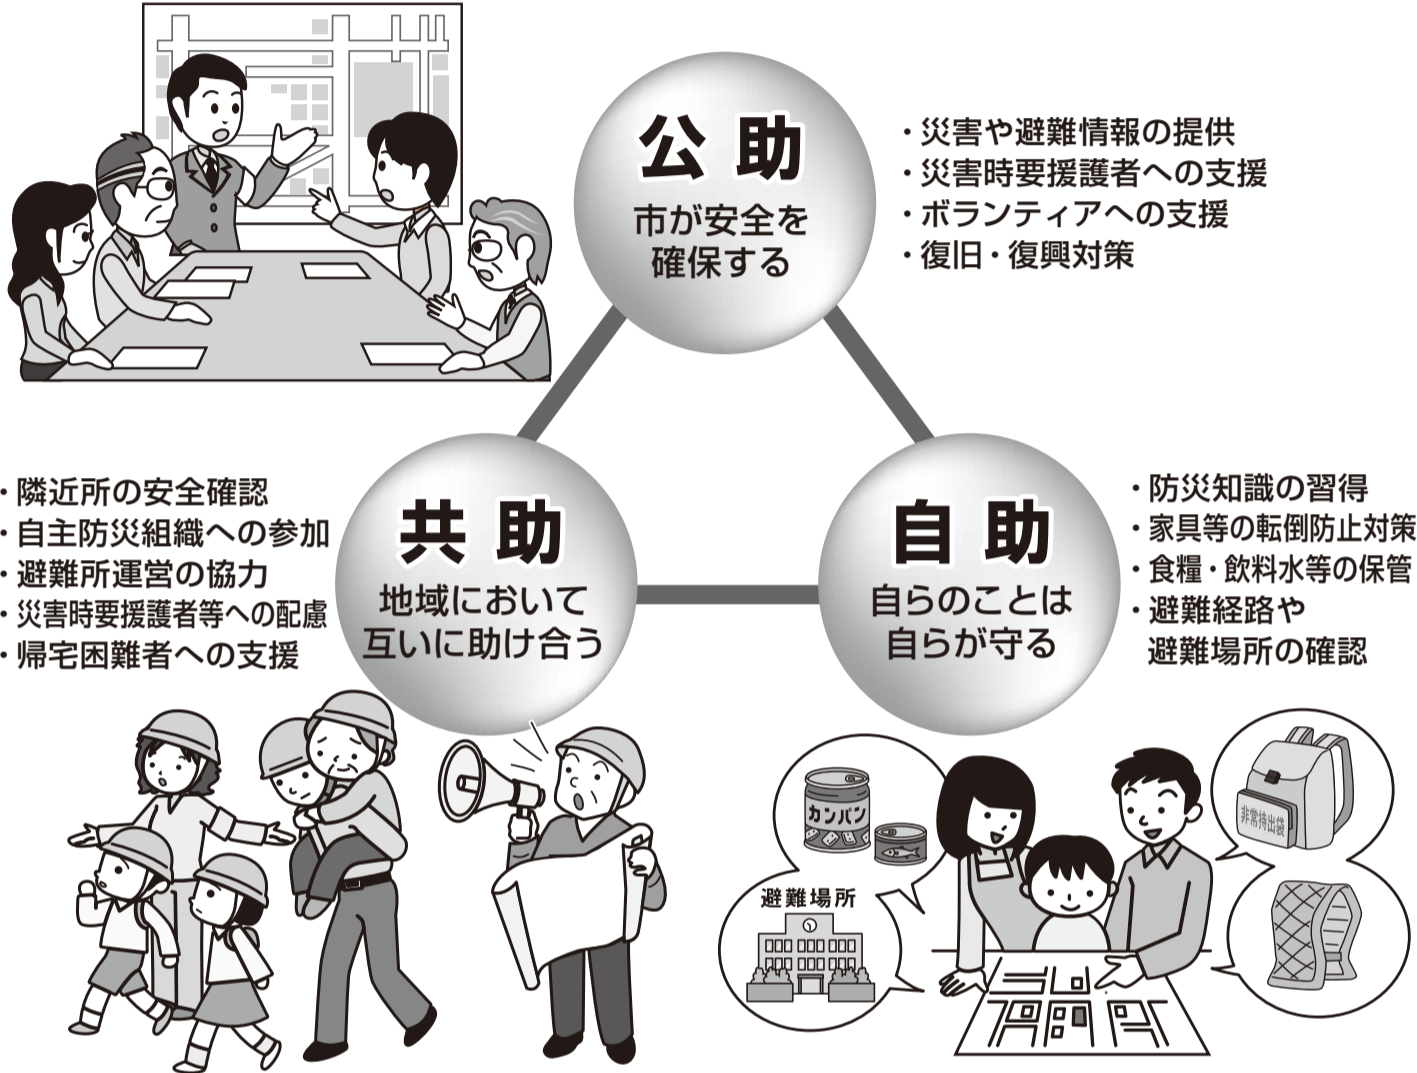 公助
市が安全を
確保する
・災害や避難情報の提供
・災害時要援護者への支援
・ボランティアへの支援
・復旧・復興対策
・隣近所の安全確認
・自主防災組織への参加
・避難所運営の協力
・災害時要援護者等への配慮
・帰宅困難者への支援
共助
地域において
互いに助け合う
自助
自らのことは
自らが守る
・防災知識の習得
・家具等の転倒防止対策
・食糧・飲料水等の保管
・避難経路や
避難場所の確認
カンパン
非常持出袋
避難場所